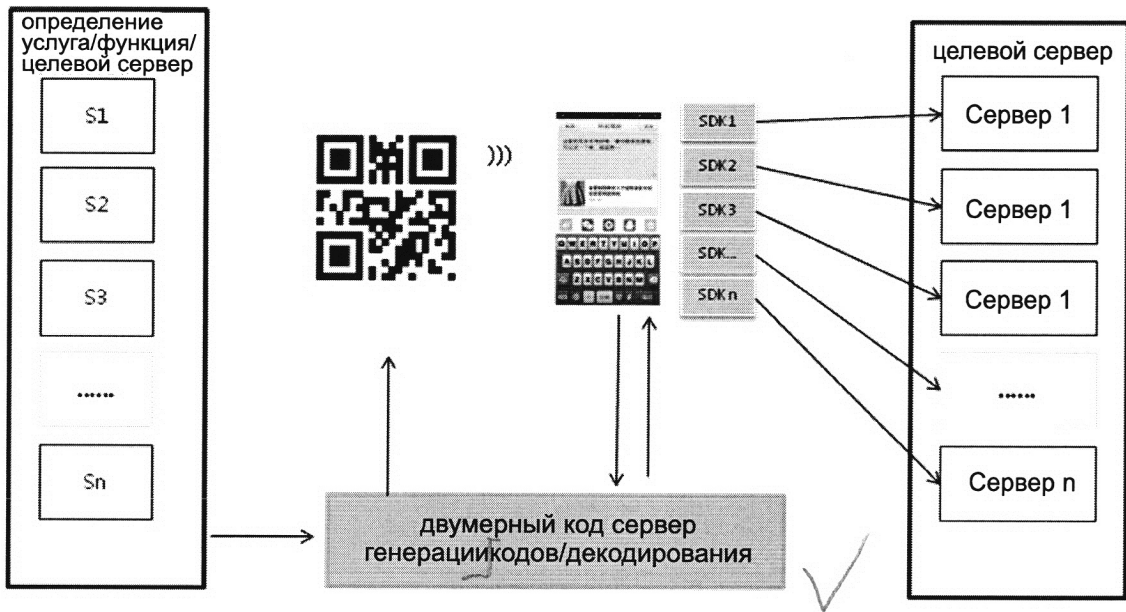 определение
услуга/функция/
целевой сервер
S1
S2
S3
......
Sn
)))
Q W E R T Y U I O P
A S D F G H J K L
Z X C V B N M
SDK1
SDK2
SDK3
SDK...
SDKn
целевой сервер
Сервер 1
Сервер 1
Сервер 1
......
Сервер n
двумерный код сервер
генерациикодов/декодирования